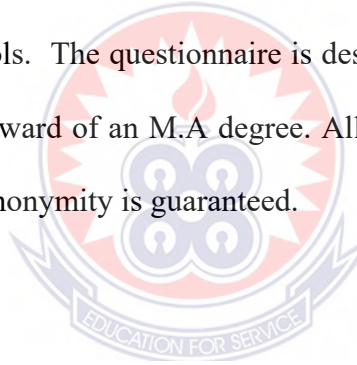 ols. The questionnaire is des
ward of an M.A degree. All
nonymity is guaranteed.
EDUCATION FOR SERVICE